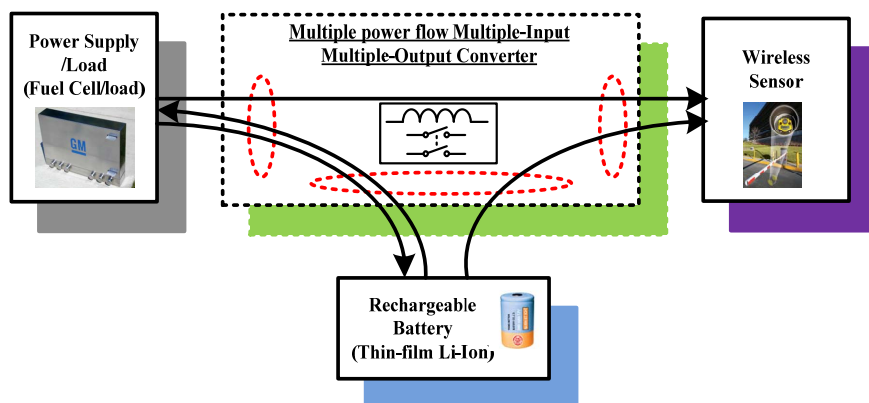 Power Supply
/Load
(Fuel Cell/load)
GM
Multiple power flow Multiple-Input
Multiple-Output Converter
Wireless
Sensor
Rechargeable
Battery
(Thin-film Li-Ion)